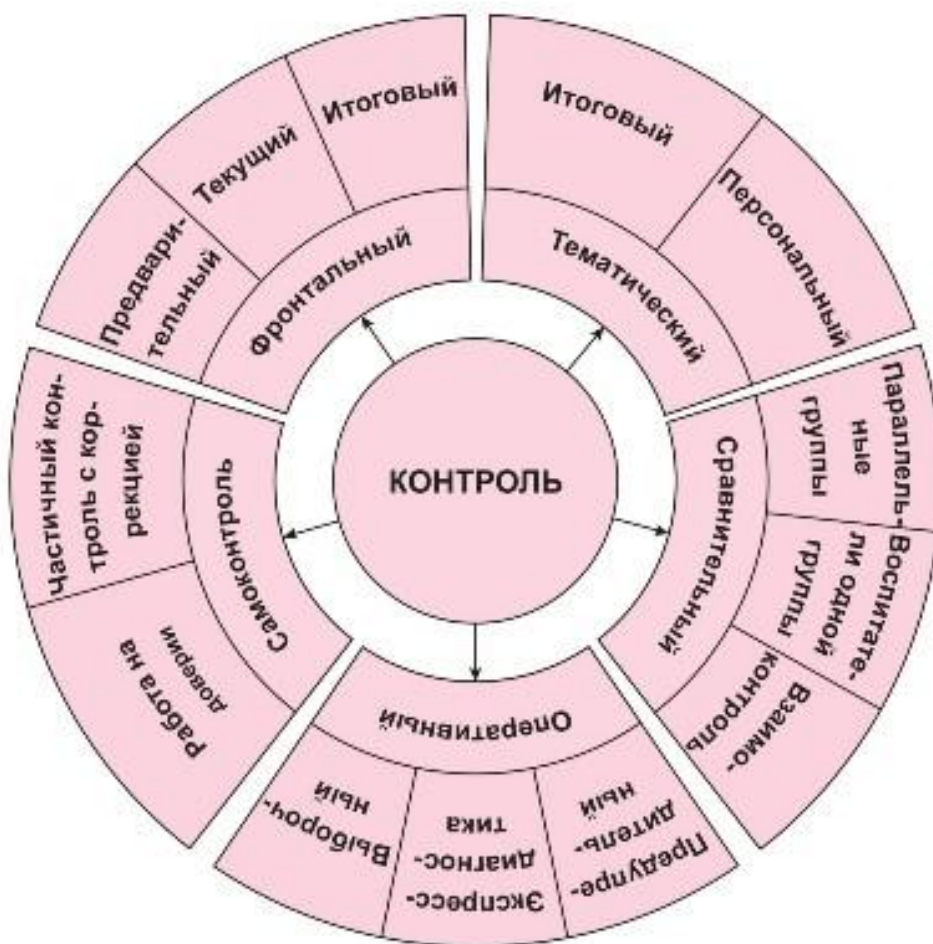 КОНТРОЛЬ
Фронтальный
Предвари-
тельный
Текущий
Итоговый
Тематический
Итоговый
Персональный
Сравнительный
Параллель-
ные
группы
Воспитате-
ли одной
группы
Взаимо-
контроль
Оперативный
Предупре-
дитель-
ный
Экспресс-
диагнос-
тика
Выбороч-
ный
Самоконтроль
Работа на
доверии
Частичный кон-
троль с кор-
рекцией